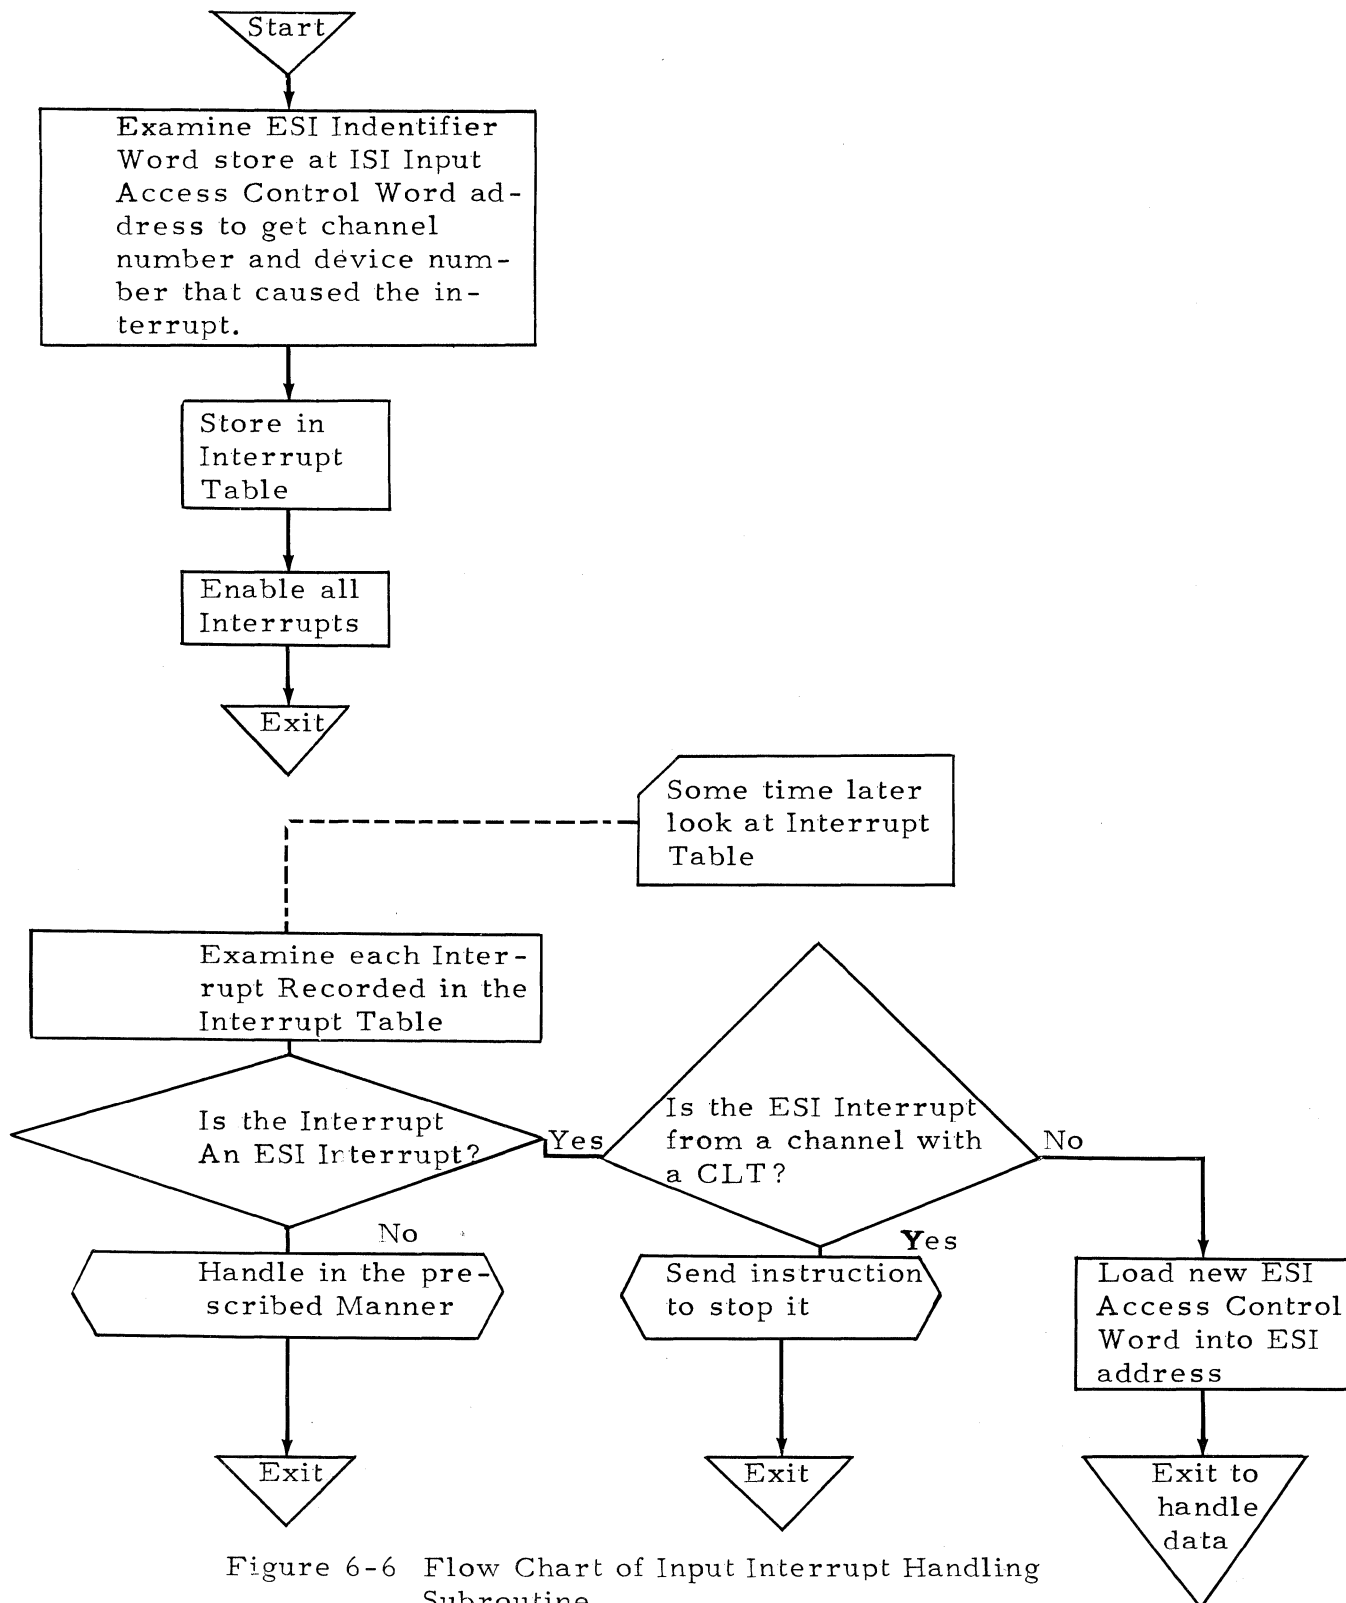 Start
Examine ESI Indentifier
Word store at ISI Input
Access Control Word ad-
dress to get channel
number and device num-
ber that caused the in-
terrupt.
Store in
Interrupt
Table
Enable all
Interrupts
Exit
Some time later
look at Interrupt
Table
Examine each Inter-
rupt Recorded in the
Interrupt Table
Is the Interrupt
An ESI Interrupt?
Yes
Is the ESI Interrupt
from a channel with
a CLT?
No
No
Yes
Handle in the pre-
scribed Manner
Send instruction
to stop it
Load new ESI
Access Control
Word into ESI
address
Exit
Exit
Exit to
handle
data
Figure 6-6 Flow Chart of Input Interrupt Handling
Subroutine